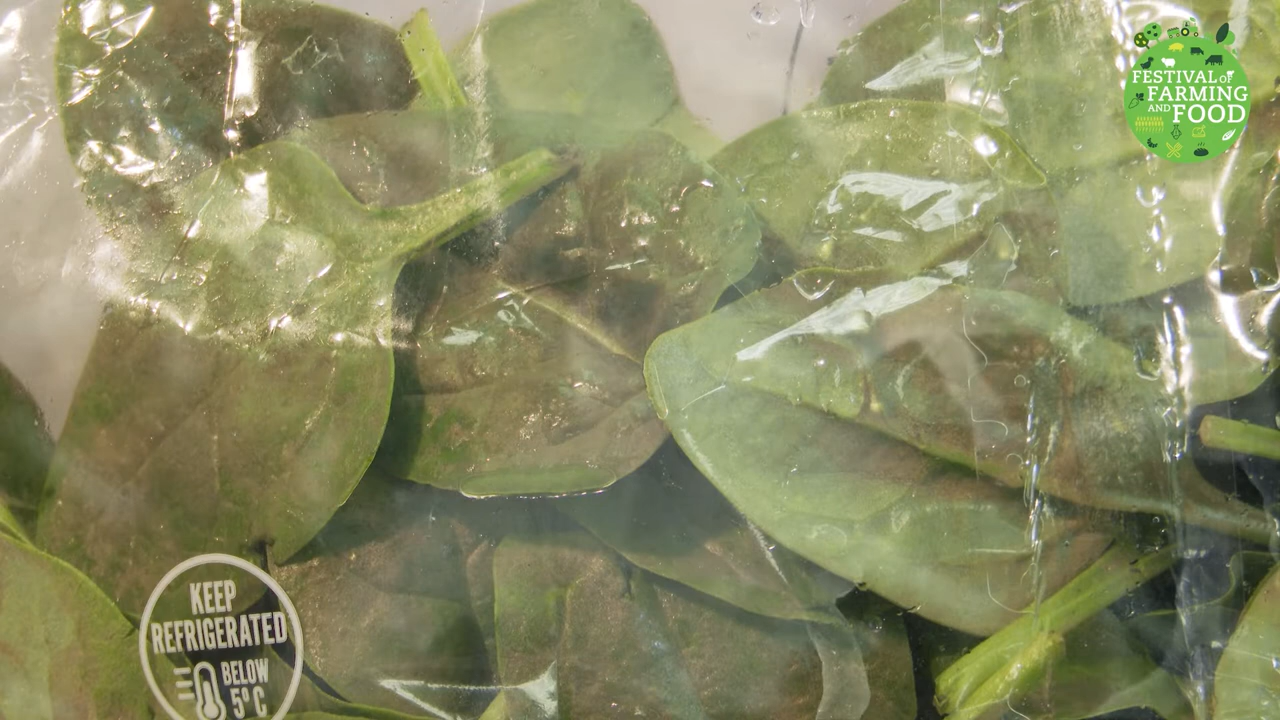 FESTIVAL of
FARMING
AND FOOD
KEEP
REFRIGERATED
BELOW
5°C